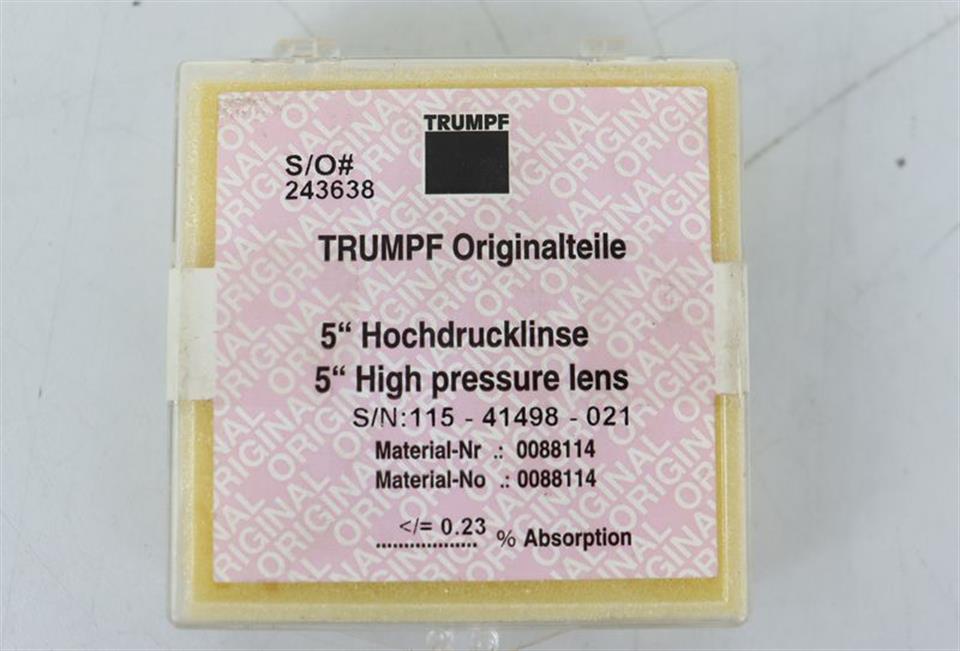 TRUMPF
S/O#
243638
TRUMPF Originalteile
5“ Hochdrucklinse
5“ High pressure lens
S/N:115 - 41498 - 021
Material-Nr .: 0088114
Material-No .: 0088114
</= 0.23 % Absorption
ORIGINAL